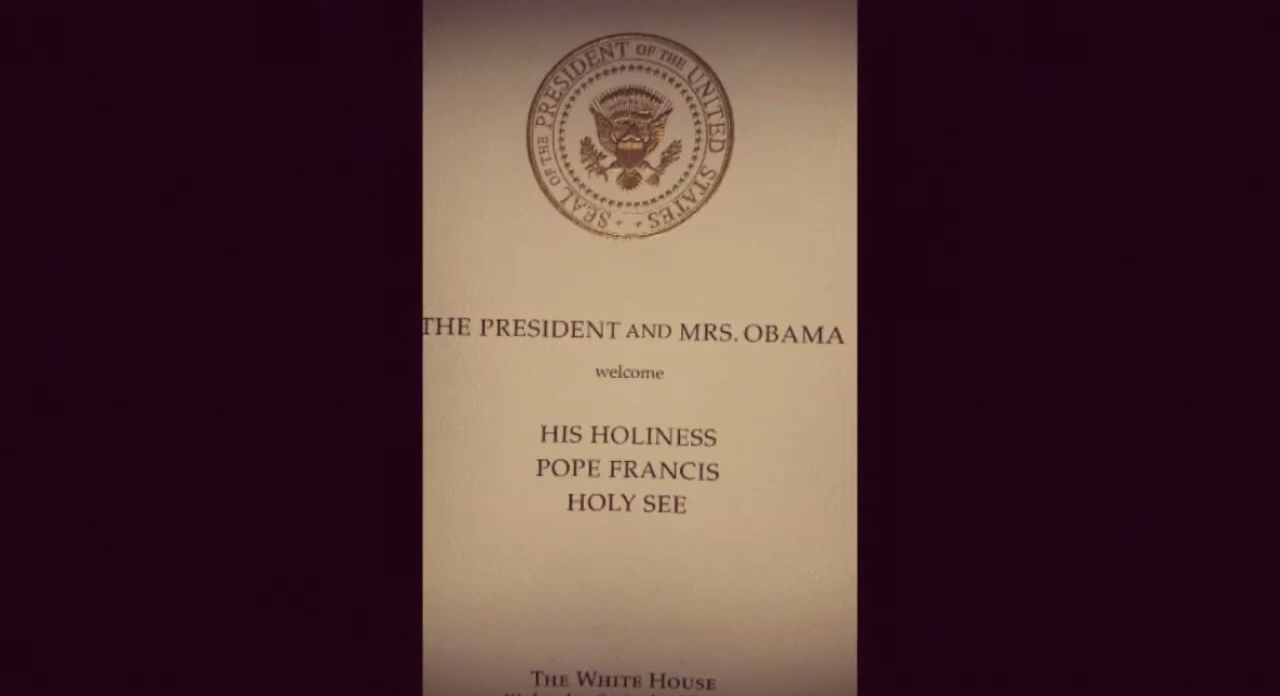 SEAL OF THE PRESIDENT OF THE UNITED STATES
THE PRESIDENT AND MRS. OBAMA
welcome
HIS HOLINESS
POPE FRANCIS
HOLY SEE
THE WHITE HOUSE